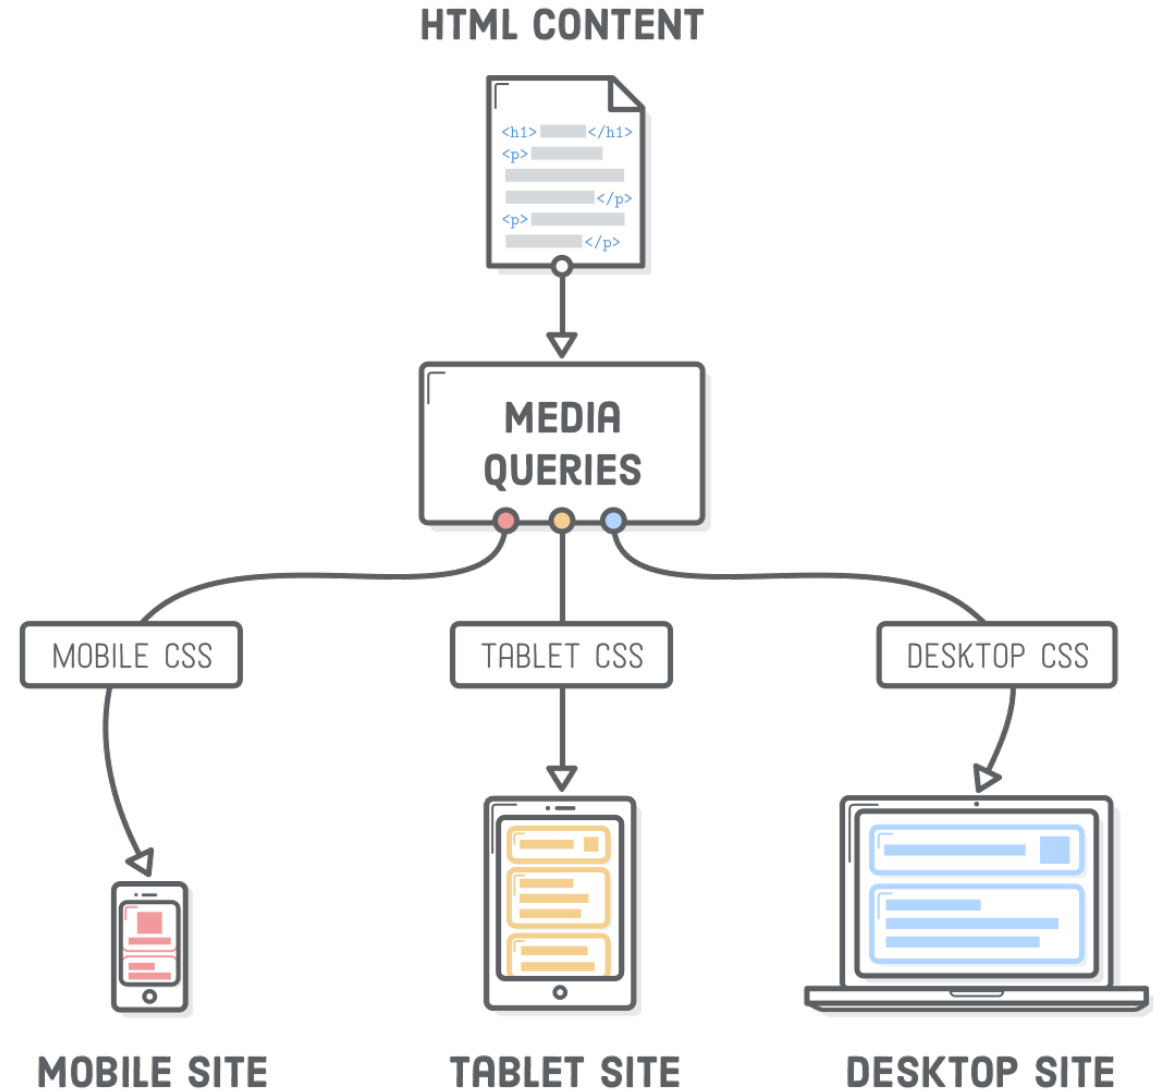 HTML CONTENT
<h1> </h1>
<p>
</p>
<p>
</p>
MEDIA
QUERIES
MOBILE CSS
TABLET CSS
DESKTOP CSS
MOBILE SITE
TABLET SITE
DESKTOP SITE